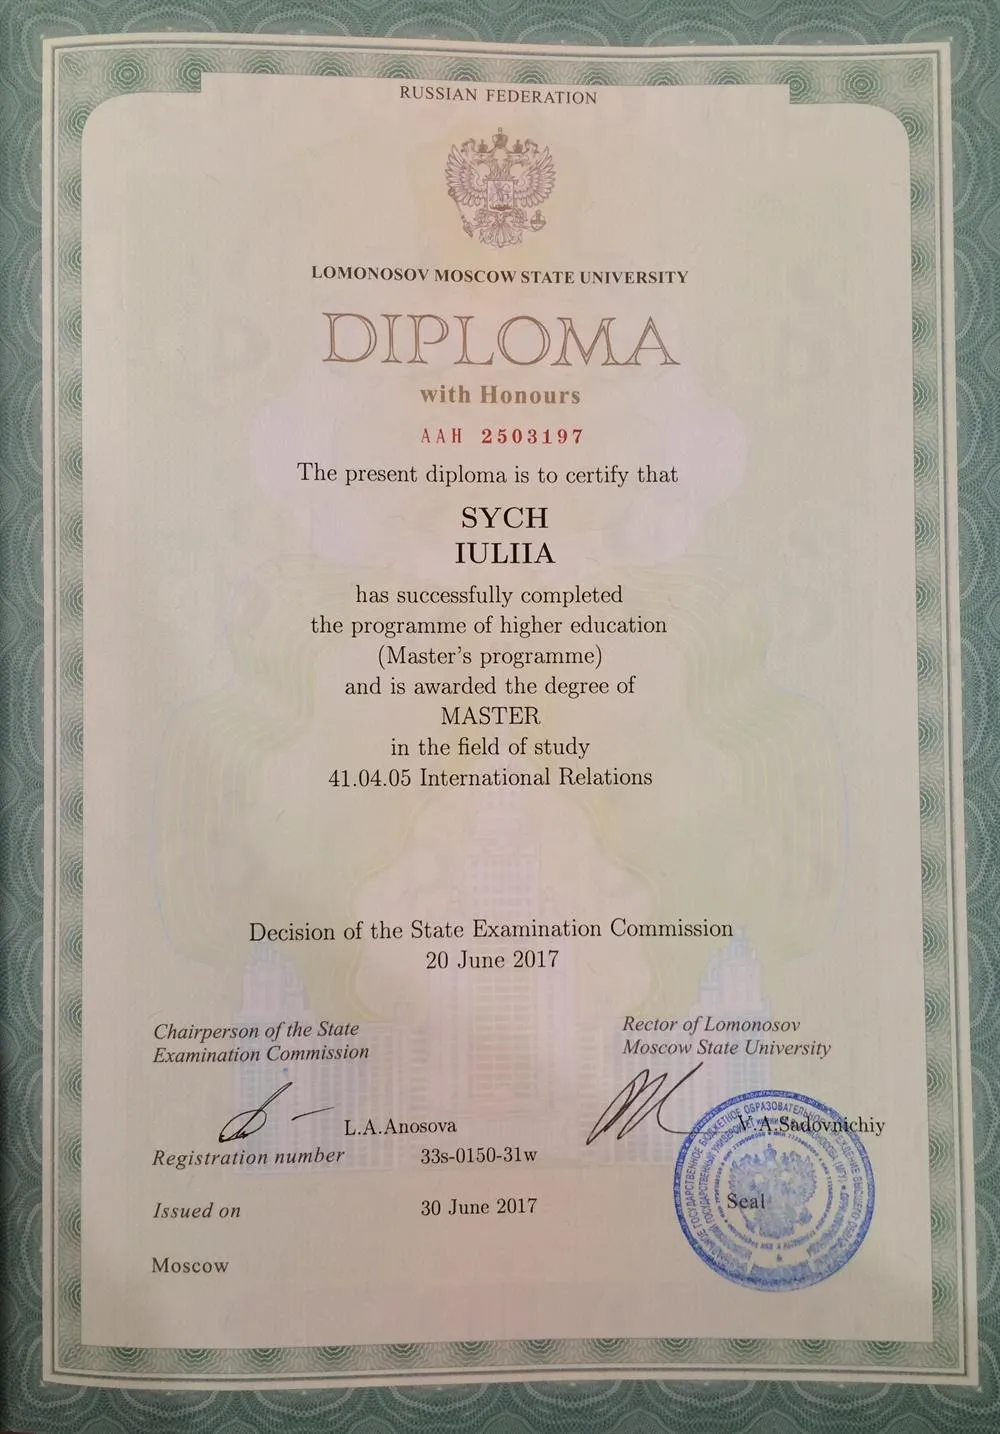 RUSSIAN FEDERATION
LOMONOSOV MOSCOW STATE UNIVERSITY
DIPLOMA
with Honours
AAH 2503197
The present diploma is to certify that
SYCH
IULIIA
has successfully completed
the programme of higher education
(Master's programme)
and is awarded the degree of
MASTER
in the field of study
41.04.05 International Relations
Decision of the State Examination Commission
20 June 2017
Chairperson of the State
Examination Commission
L.A.Anosova
Rector of Lomonosov
Moscow State University
V.A.Sadovnichiy
Registration number 33s-0150-31w
Issued on 30 June 2017
Seal
Moscow